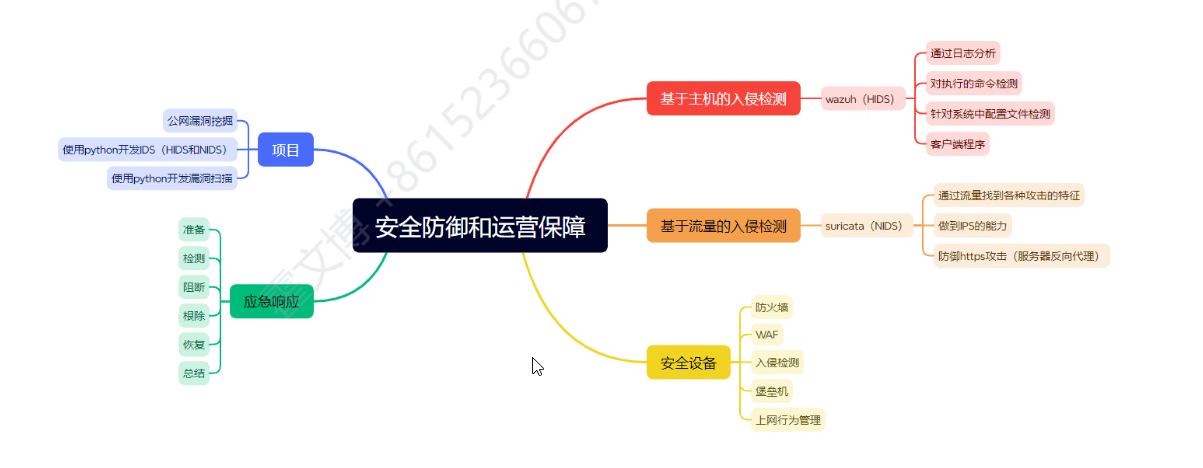 安全防御和运营保障
基于主机的入侵检测
wazuh（HIDS）
通过日志分析
对执行的命令检测
针对系统中配置文件检测
客户端程序
基于流量的入侵检测
suricata（NIDS）
通过流量找到各种攻击的特征
做到IPS的能力
防御https攻击（服务器反向代理）
安全设备
防火墙
WAF
入侵检测
堡垒机
上网行为管理
项目
公网漏洞挖掘
使用python开发IDS（HIDS和NIDS）
使用python开发漏洞扫描
应急响应
准备
检测
阻断
根除
恢复
总结